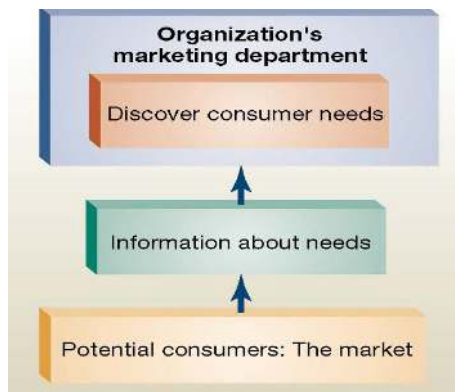 Organization's
marketing department
Discover consumer needs
Information about needs
Potential consumers: The market